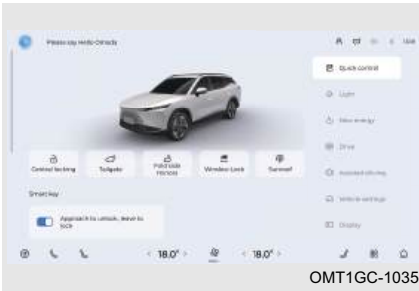 Please say Hello Omoda
Quick control
Light
New energy
Drive
Assisted driving
Vehicle settings
Display
Central locking
Tailgate
Fold side mirrors
Window Lock
Sunroof
Smart key
Approach to unlock, leave to lock
18.0°
18.0°
OMT1GC-1035